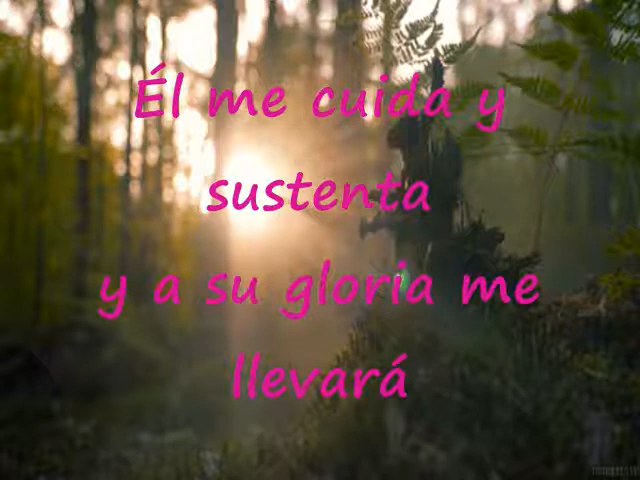 Él me cuida y
sustenta
y a su gloria me
llevará